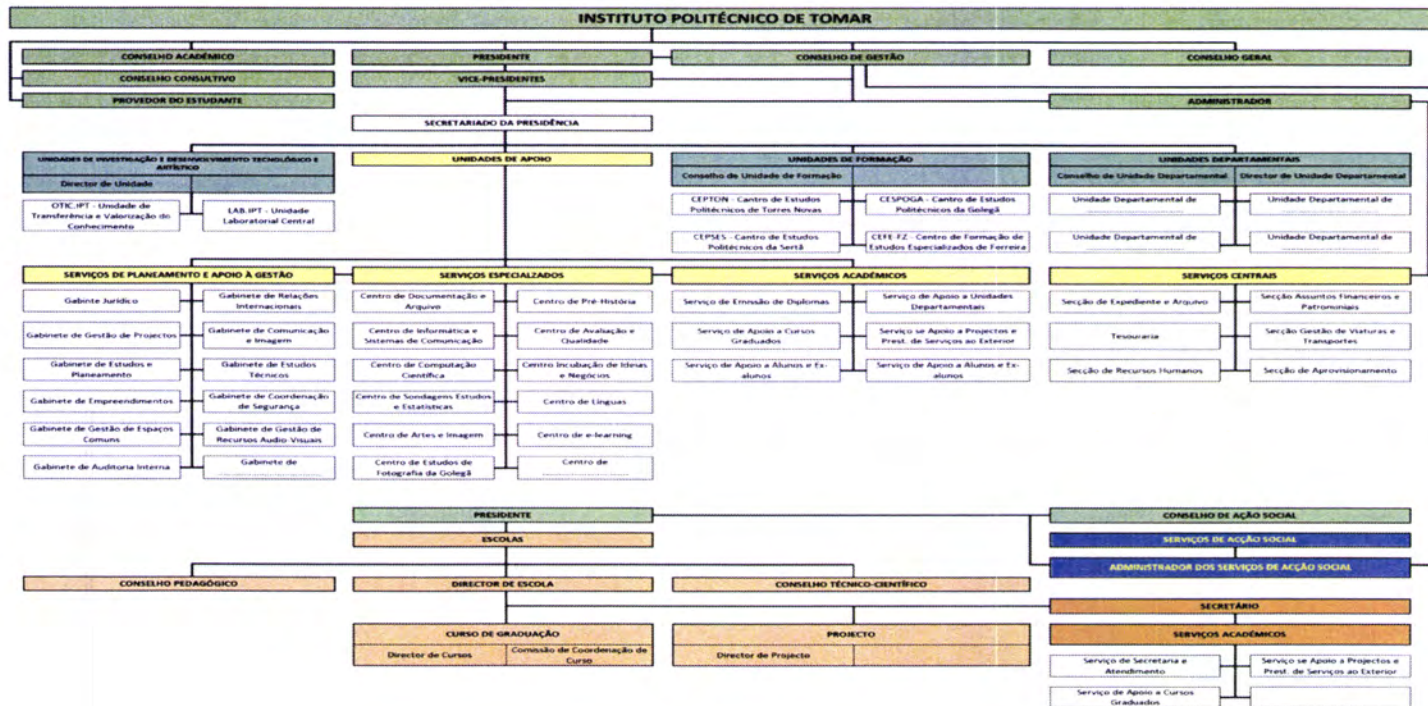 INSTITUTO POLITÉCNICO DE TOMAR
CONSELHO ACADÉMICO
PRESIDENTE
CONSELHO DE GESTÃO
CONSELHO GERAL
CONSELHO CONSULTIVO
VICE-PRESIDENTES
PROVEDOR DO ESTUDANTE
ADMINISTRADOR
SECRETARIADO DA PRESIDÊNCIA
UNIDADES DE INVESTIGAÇÃO E DESENVOLVIMENTO TECNOLÓGICO E
ARTÍSTICO
Director de Unidade
OTIC.IPT - Unidade de
Transferência e Valorização do
Conhecimento
LAB.IPT - Unidade
Laboratorial Central
UNIDADES DE APOIO
UNIDADES DE FORMAÇÃO
Conselho de Unidade de Formação
CEPTON - Cantro de Estudos
Politécnicos de Torres Novas
CESPOGA - Cantro de Estudos
Politécnicos da Golegã
CEPSES - Cantro de Estudos
Politécnicos da Sertã
CEFE-FZ - Centro de Formação de
Estudos Especializados de Ferreira
UNIDADES DEPARTAMENTAIS
Conselho de Unidade Departamental
Director de Unidade Departamental
Unidade Departamental de
Unidade Departamental de
Unidade Departamental de
Unidade Departamental de
SERVIÇOS DE PLANEAMENTO E APOIO À GESTÃO
Gabinte Jurídico
Gabinete de Relações
Internacionais
Gabinete de Gestão de Projectos
Gabinete de Comunicação
e Imagem
Gabinete de Estudos e
Planeamento
Gabinete de Estudos
Técnicos
Gabinete de Empreendimentos
Gabinete de Coordenação
de Segurança
Gabinete de Gestão de Espaços
Comuns
Gabinete de Gestão de
Recursos Audio-Visuais
Gabinete de Auditoria Interna
Gabinete de
SERVIÇOS ESPECIALIZADOS
Centro de Documentação e
Arquivo
Centro de Pré-História
Centro de Informática e
Sistemas de Comunicação
Centro de Avaliação e
Qualidade
Centro de Computação
Científica
Centro Incubação de Ideias
e Negócios
Centro de Sondagens Estudos
e Estatísticas
Centro de Línguas
Centro de Artes e Imagem
Centro de e-learning
Centro de Estudos de
Fotografia da Golegã
Centro de
SERVIÇOS ACADÉMICOS
Serviço de Emissão de Diplomas
Serviço de Apoio a Unidades
Departamentais
Serviço de Apoio a Cursos
Graduados
Serviço se Apoio a Projectos e
Prest. de Serviços ao Exterior
Serviço de Apoio a Alunos e Ex-
alunos
Serviço de Apoio a Alunos e Ex-
alunos
SERVIÇOS CENTRAIS
Secção de Expediente e Arquivo
Secção Assuntos Financeiros e
Patromoniais
Tesouraria
Secção Gestão de Viaturas e
Transportes
Secção de Recursos Humanos
Secção de Aprovisionamento
PRESIDENTE
CONSELHO DE AÇÃO SOCIAL
ESCOLAS
SERVIÇOS DE ACÇÃO SOCIAL
ADMINISTRADOR DOS SERVIÇOS DE ACÇÃO SOCIAL
CONSELHO PEDAGÓGICO
DIRECTOR DE ESCOLA
CONSELHO TÉCNICO-CIENTÍFICO
SECRETÁRIO
CURSO DE GRADUAÇÃO
Director de Cursos
Comissão de Coordenação de
Curso
PROJECTO
Director de Projecto
SERVIÇOS ACADÉMICOS
Serviço de Secretaria e
Atendimento
Serviço se Apoio a Projectos e
Prest. de Serviços ao Exterior
Serviço de Apoio a Cursos
Graduados